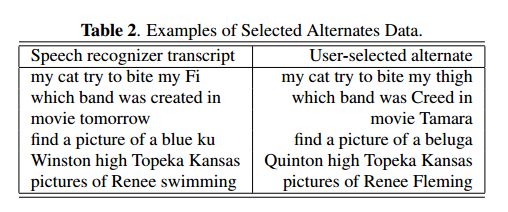 Table 2. Examples of Selected Alternates Data.
Speech recognizer transcript User-selected alternate
my cat try to bite my Fi my cat try to bite my thigh
which band was created in which band was Creed in
movie tomorrow movie Tamara
find a picture of a blue ku find a picture of a beluga
Winston high Topeka Kansas Quinton high Topeka Kansas
pictures of Renee swimming pictures of Renee Fleming